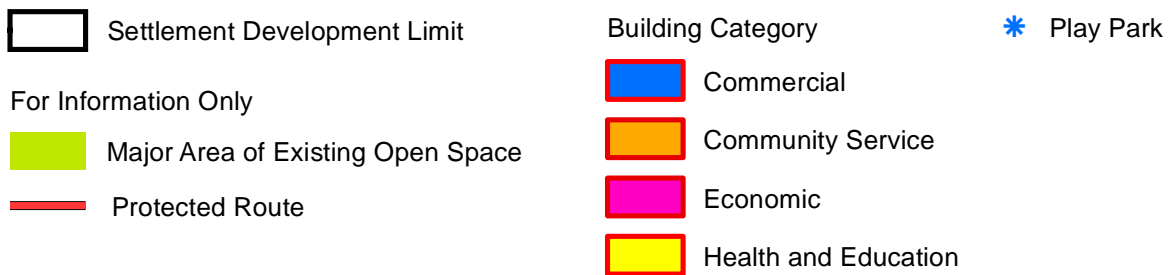 Settlement Development Limit
For Information Only
Major Area of Existing Open Space
Protected Route
Building Category
Commercial
Community Service
Economic
Health and Education
Play Park